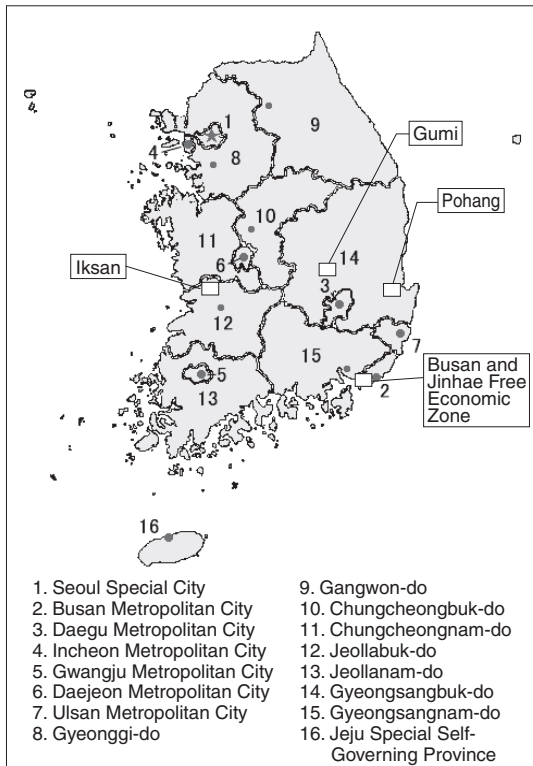 1
9
Gumi
4
8
Pohang
10
11
14
6
Iksan
3
12
7
15
Busan and
Jinhae Free
Economic
Zone
5
2
13
16
1. Seoul Special City
2. Busan Metropolitan City
3. Daegu Metropolitan City
4. Incheon Metropolitan City
5. Gwangju Metropolitan City
6. Daejeon Metropolitan City
7. Ulsan Metropolitan City
8. Gyeonggi-do
9. Gangwon-do
10. Chungcheongbuk-do
11. Chungcheongnam-do
12. Jeollabuk-do
13. Jeollanam-do
14. Gyeongsangbuk-do
15. Gyeongsangnam-do
16. Jeju Special Self-
Governing Province